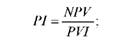 PI = NPV / PVI ;